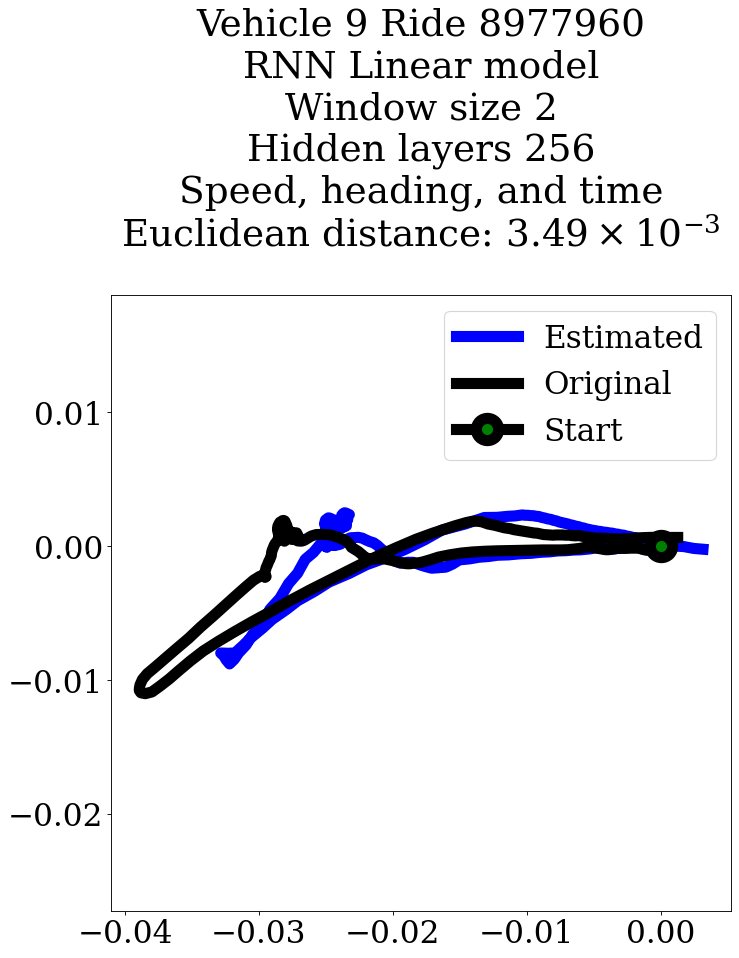 Vehicle 9 Ride 8977960
RNN Linear model
Window size 2
Hidden layers 256
Speed, heading, and time
Euclidean distance: 3.49 × 10⁻³
Estimated
Original
Start
0.01
0.00
−0.01
−0.02
−0.04 −0.03 −0.02 −0.01 0.00